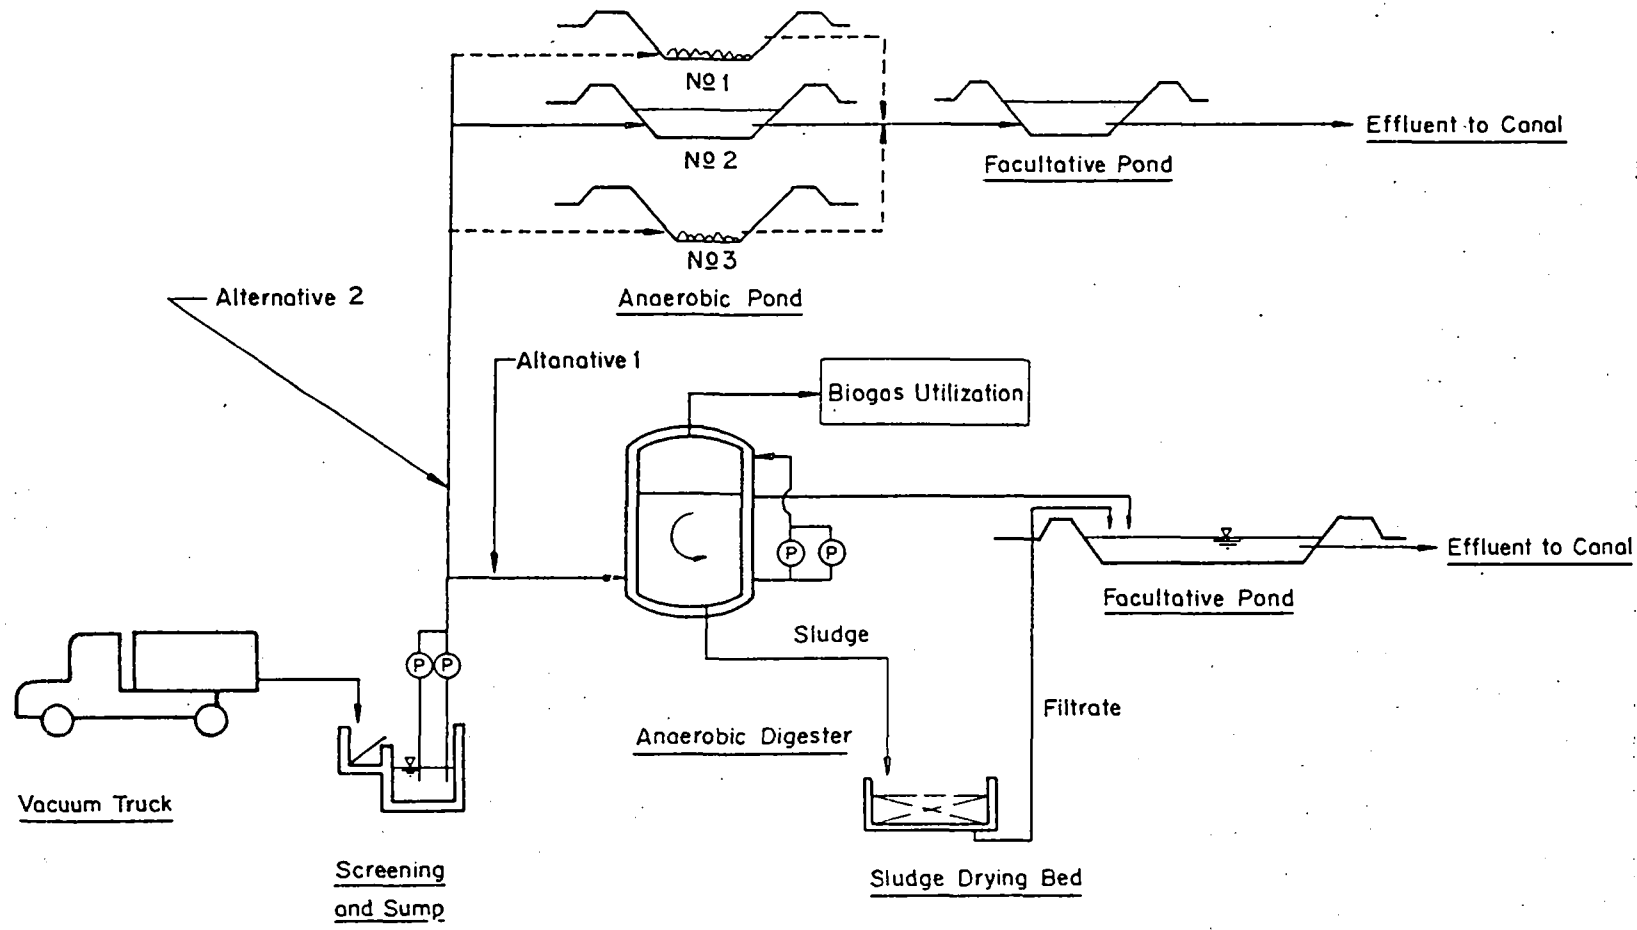 No 1
No 2
Effluent to Canal
Facultative Pond
No 3
Anaerobic Pond
Alternative 2
Altanative 1
Biogas Utilization
P P
Effluent to Canal
Facultative Pond
Sludge
P P
Filtrate
Anaerobic Digester
Vacuum Truck
Screening
and Sump
Sludge Drying Bed